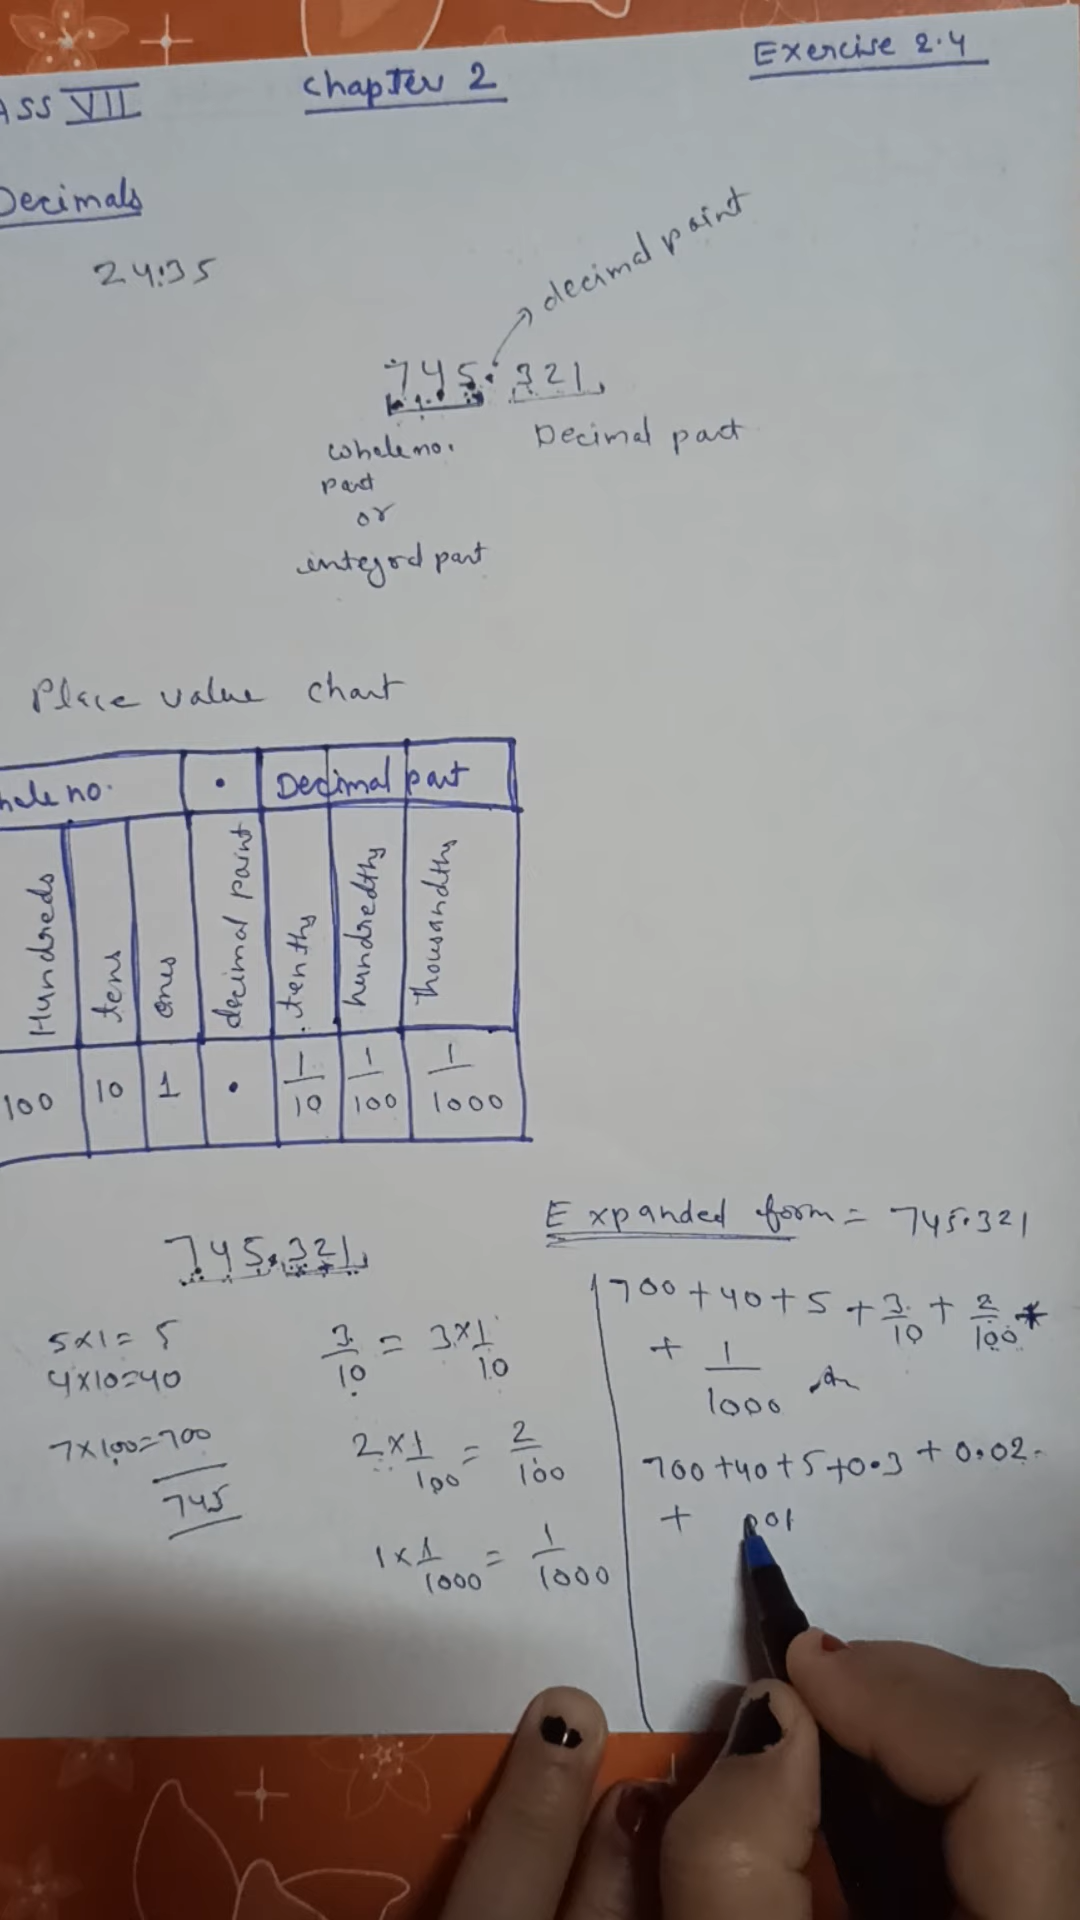 ASS VII
Chapter 2
Exercise 2.4
Decimals
24.35
decimal point
745.321
whole no.
part
or
integral part
Decimal part
Place value chart
hole no. . Decimal part
Hundreds tens ones decimal point tenths hundredths thousandths
100 10 1 . 1/10 1/100 1/1000
745.321
5×1=5
4×10=40
7×100=700
745
3/10 = 3×1/10
2×1/100 = 2/100
1×1/1000 = 1/1000
Expanded form = 745.321
700+40+5+3/10+2/100
+ 1/1000 or
700+40+5+0.3+0.02
+ 001